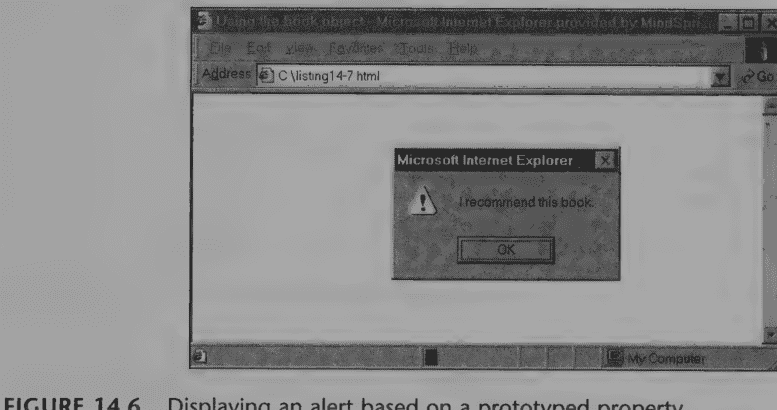 Using the book object - Microsoft Internet Explorer provided by MindSpri
File Edit View Favorites Tools Help
Address C:\listing14-7.html Go
Microsoft Internet Explorer
I recommend this book.
OK
My Computer
FIGURE 14.6 Displaying an alert based on a prototyped property